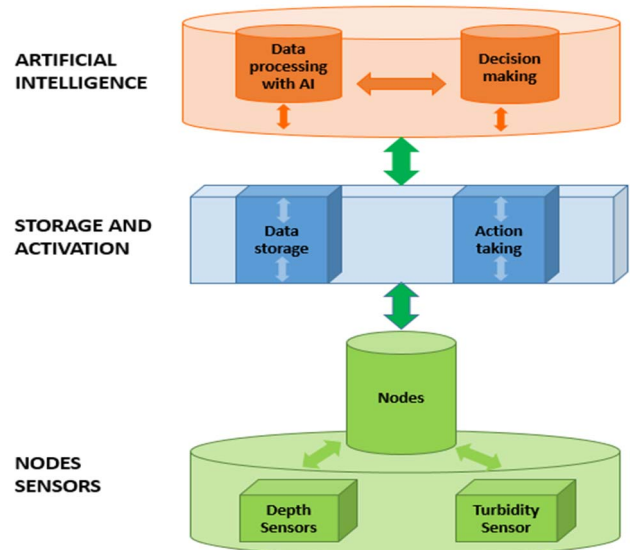 ARTIFICIAL
INTELLIGENCE
Data
processing
with AI
Decision
making
STORAGE AND
ACTIVATION
Data
storage
Action
taking
Nodes
NODES
SENSORS
Depth
Sensors
Turbidity
Sensor